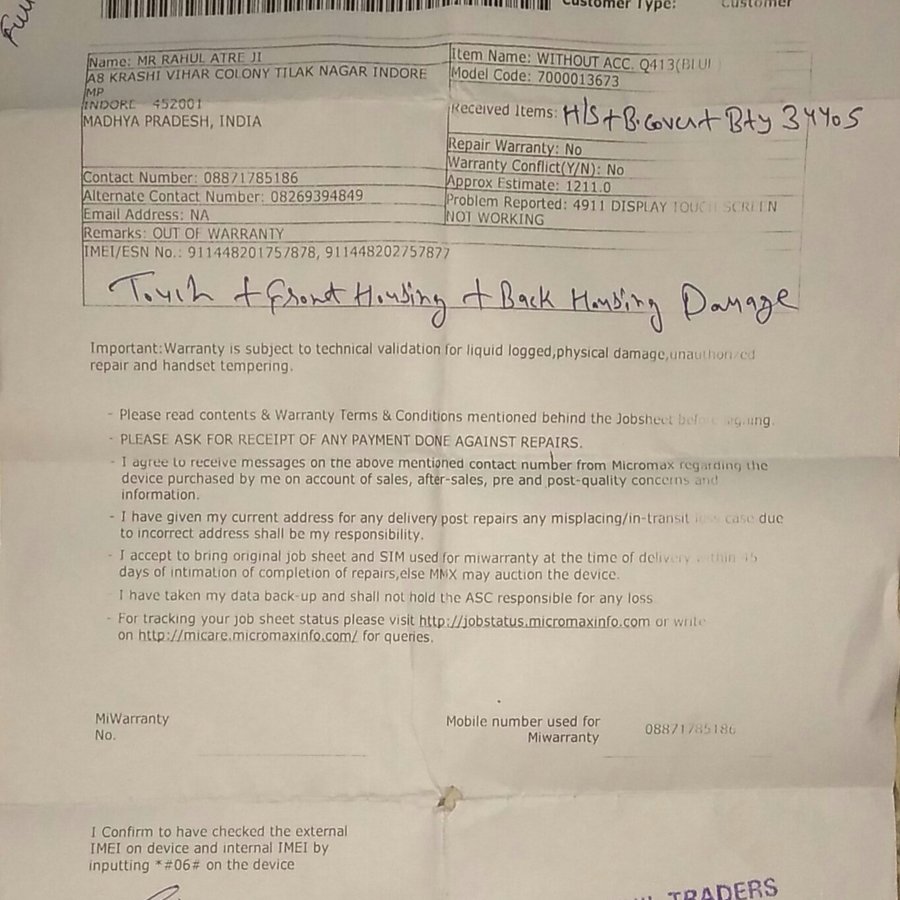 Customer Type: Customer
Full
Name: MR RAHUL ATRE JI
A8 KRASHI VIHAR COLONY TILAK NAGAR INDORE
MP
INDORE 452001
MADHYA PRADESH, INDIA
Contact Number: 08871785186
Alternate Contact Number: 08269394849
Email Address: NA
Remarks: OUT OF WARRANTY
IMEI/ESN No.: 911448201757878, 911448202757877
Item Name: WITHOUT ACC. Q413(BLU
Model Code: 7000013673
Received Items: H/S + B.cover + Bty 34405
Repair Warranty: No
Warranty Conflict(Y/N): No
Approx Estimate: 1211.0
Problem Reported: 4911 DISPLAY TOUCH SCREEN
NOT WORKING
Touch + Front Housing + Back Housing Damage
Important:Warranty is subject to technical validation for liquid logged,physical damage,unauthorized
repair and handset tempering.
- Please read contents & Warranty Terms & Conditions mentioned behind the Jobsheet before signing.
- PLEASE ASK FOR RECEIPT OF ANY PAYMENT DONE AGAINST REPAIRS.
- I agree to receive messages on the above mentioned contact number from Micromax regarding the
device purchased by me on account of sales, after-sales, pre and post-quality concerns and
information.
- I have given my current address for any delivery post repairs any misplacing/in-transit loss case due
to incorrect address shall be my responsibility.
- I accept to bring original job sheet and SIM used for miwarranty at the time of delivery within 45
days of intimation of completion of repairs,else MMX may auction the device.
I have taken my data back-up and shall not hold the ASC responsible for any loss
- For tracking your job sheet status please visit http://jobstatus.micromaxinfo.com or write
on http://micare.micromaxinfo.com/ for queries.
MiWarranty
No.
Mobile number used for
Miwarranty
08871785186
I Confirm to have checked the external
IMEI on device and internal IMEI by
inputting *#06# on the device
TRADERS